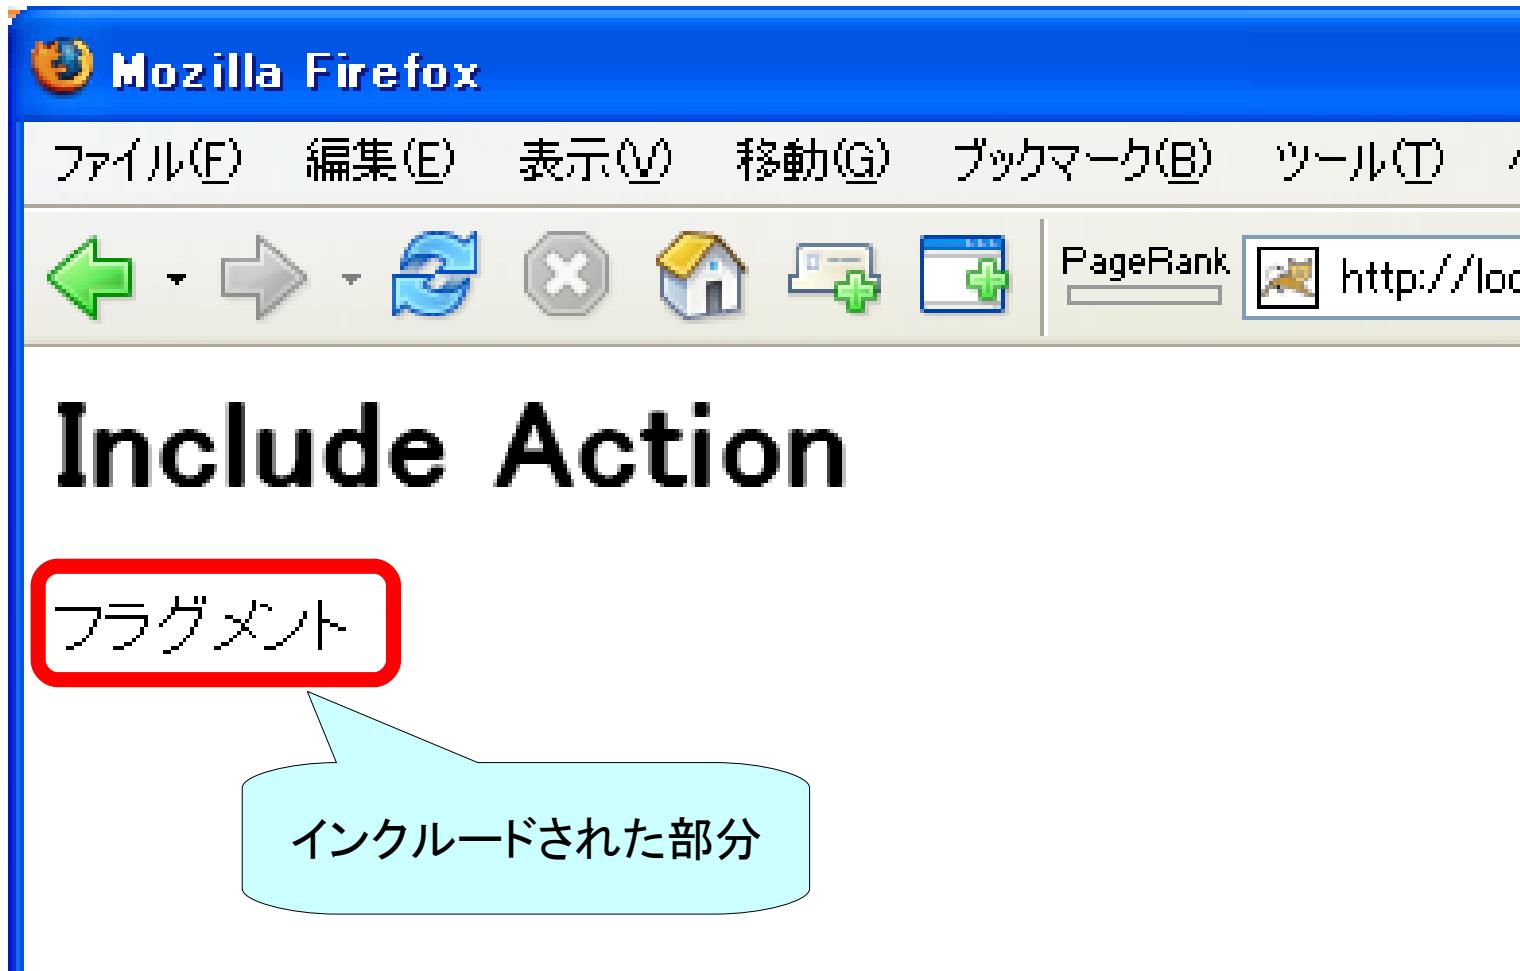 Mozilla Firefox
ファイル(F) 編集(E) 表示(V) 移動(G) ブックマーク(B) ツール(T)
PageRank http://loc
Include Action
フラグメント
インクルードされた部分